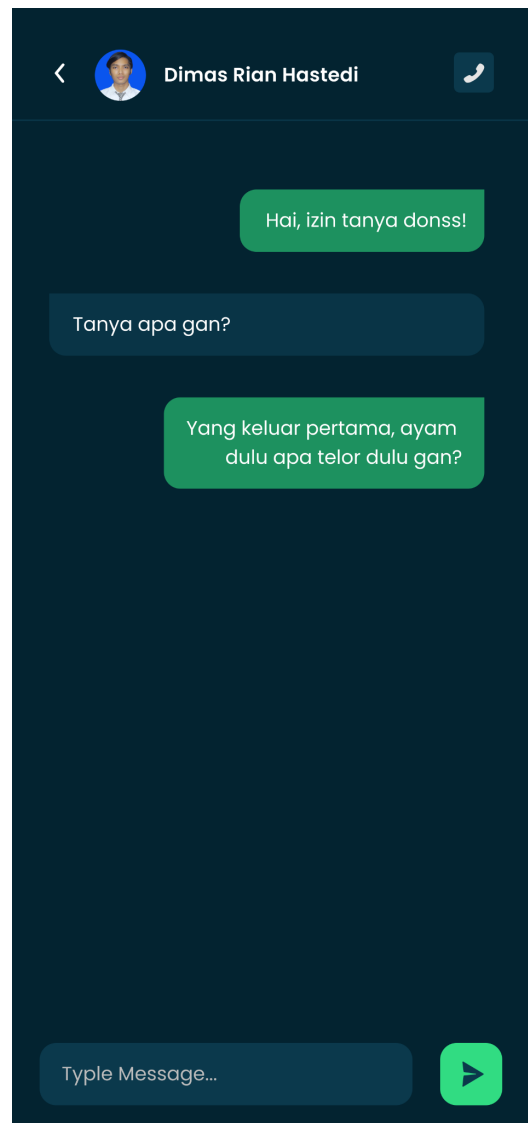 Dimas Rian Hastedi
Hai, izin tanya donss!
Tanya apa gan?
Yang keluar pertama, ayam
dulu apa telor dulu gan?
Typle Message...